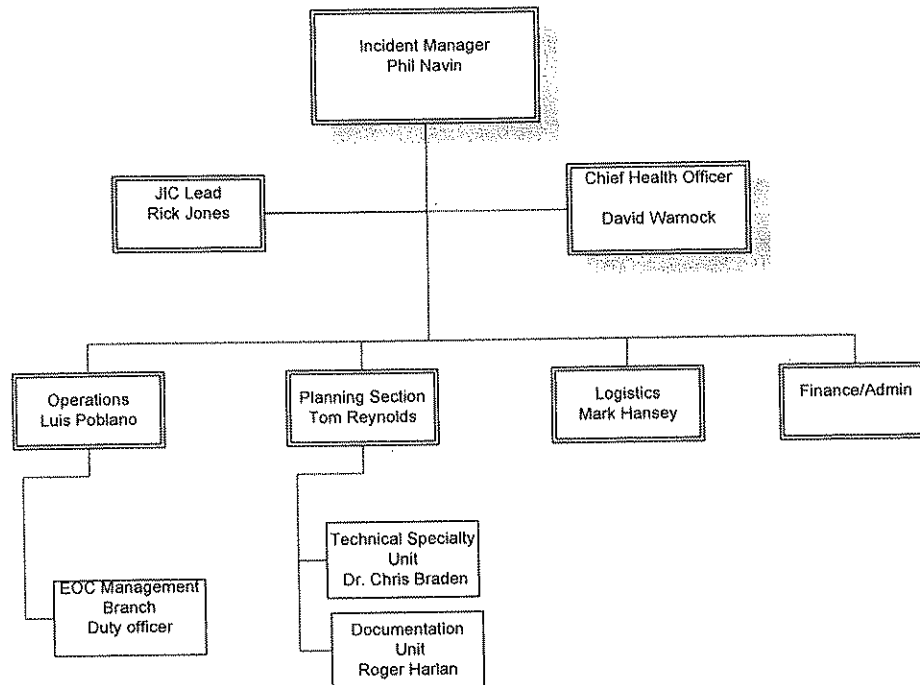 Incident Manager
Phil Navin
JIC Lead
Rick Jones
Chief Health Officer
David Warnock
Operations
Luis Poblano
Planning Section
Tom Reynolds
Logistics
Mark Hansey
Finance/Admin
Technical Specialty
Unit
Dr. Chris Braden
EOC Management
Branch
Duty officer
Documentation
Unit
Roger Harlan